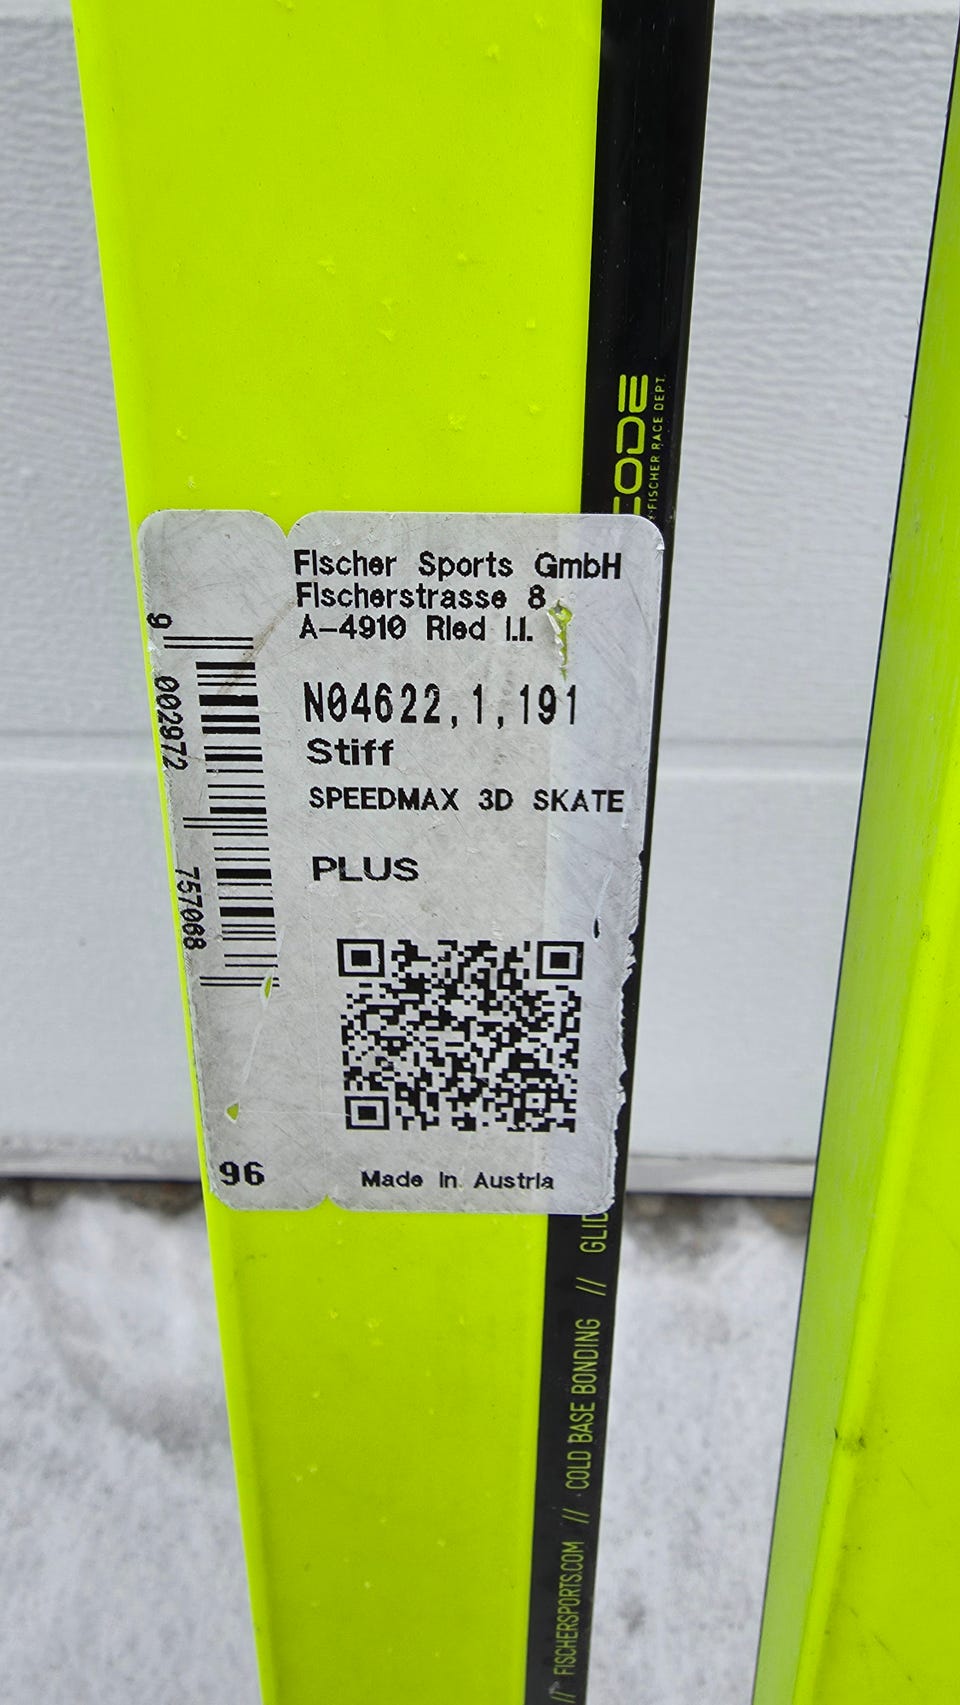 CODE
FISCHER RACE DEPT.
Fischer Sports GmbH
Fischerstrasse 8,
A-4910 Ried I.I.
N04622,1,191
Stiff
SPEEDMAX 3D SKATE
PLUS
9 002972 757068
96
Made in Austria
// FISCHERSPORTS.COM // COLD BASE BONDING //